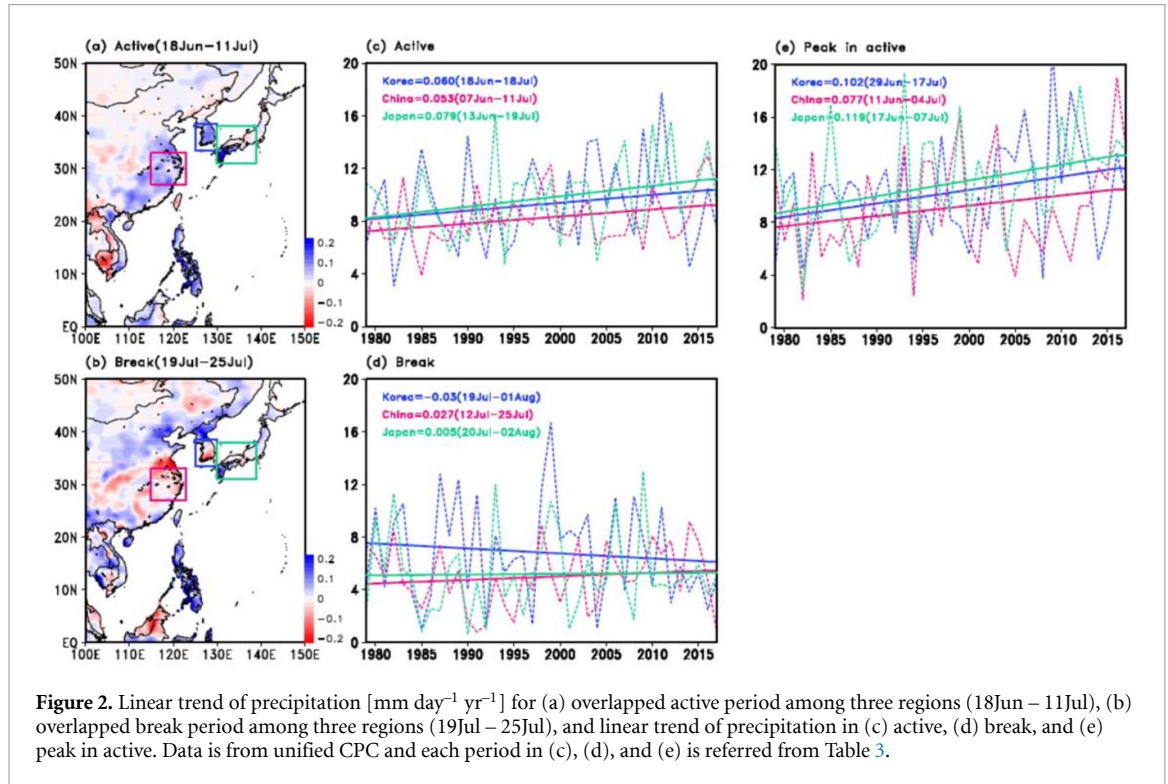 (a) Active(18Jun−11Jul)
50N
40N
30N
20N
10N
EQ
100E 110E 120E 130E 140E 150E
0.2
0.1
0
−0.1
−0.2
(c) Active
Korea=0.060(18Jun−18Jul)
China=0.053(07Jun−11Jul)
Japan=0.079(13Jun−19Jul)
20
16
12
8
4
0
1980 1985 1990 1995 2000 2005 2010 2015
(e) Peak in active
Korea=0.102(29Jun−17Jul)
China=0.077(11Jun−04Jul)
Japan=0.119(17Jun−07Jul)
20
16
12
8
4
0
1980 1985 1990 1995 2000 2005 2010 2015
(b) Break(19Jul−25Jul)
50N
40N
30N
20N
10N
EQ
100E 110E 120E 130E 140E 150E
0.2
0.1
0
−0.1
−0.2
(d) Break
Korea=−0.03(19Jul−01Aug)
China=0.027(12Jul−25Jul)
Japan=0.005(20Jul−02Aug)
20
16
12
8
4
0
1980 1985 1990 1995 2000 2005 2010 2015
Figure 2. Linear trend of precipitation [mm day⁻¹ yr⁻¹] for (a) overlapped active period among three regions (18Jun – 11Jul), (b)
overlapped break period among three regions (19Jul – 25Jul), and linear trend of precipitation in (c) active, (d) break, and (e)
peak in active. Data is from unified CPC and each period in (c), (d), and (e) is referred from Table 3.